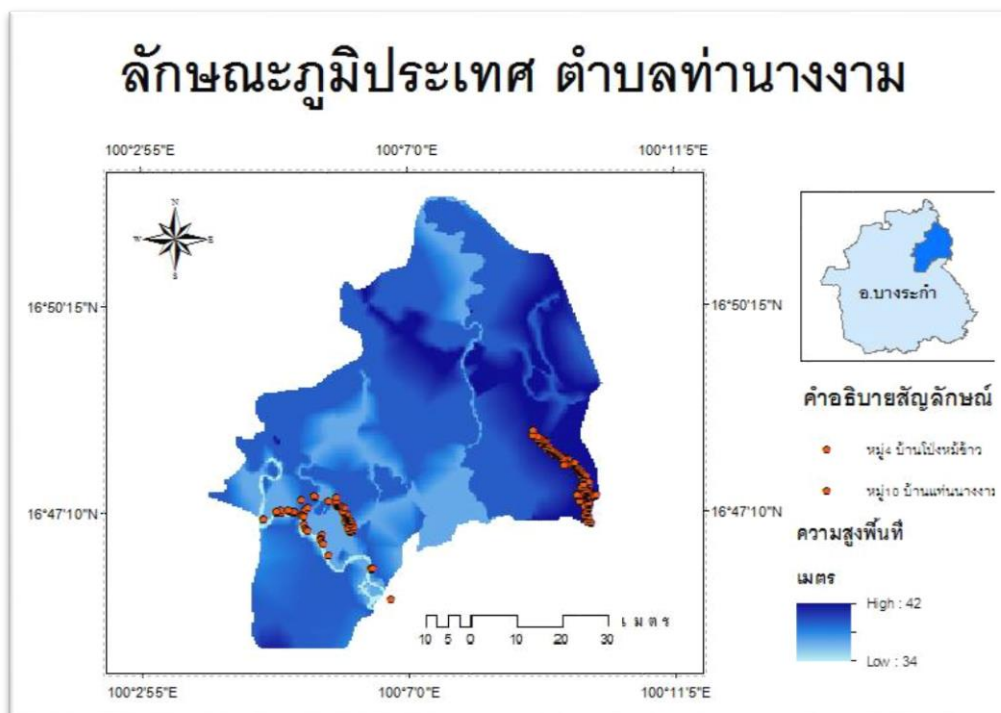 ลักษณะภูมิประเทศ ตำบลท่านางงาม
100°2'55"E 100°7'0"E 100°11'5"E
N
W E
S
16°50'15"N 16°50'15"N
อ.บางระกำ
คำอธิบายสัญลักษณ์
หมู่4 บ้านโป่งหม้อข้าว
หมู่10 บ้านแท่นนางงาม
16°47'10"N 16°47'10"N
ความสูงพื้นที่
เมตร
High : 42
Low : 34
เมตร
10 5 0 10 20 30
100°2'55"E 100°7'0"E 100°11'5"E